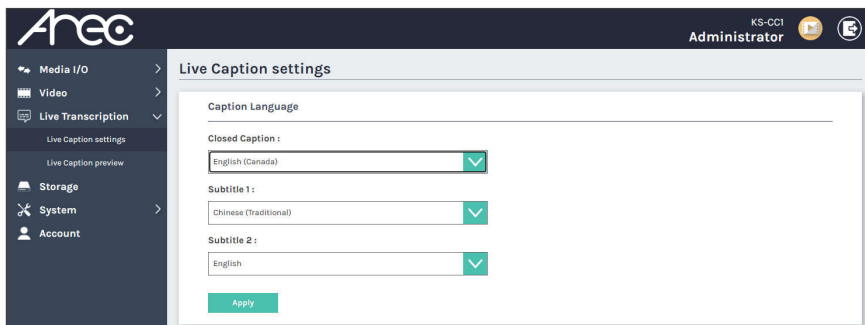 Arec
KS-CC1
Administrator
Media I/O
Video
Live Transcription
Live Caption settings
Live Caption preview
Storage
System
Account
Live Caption settings
Caption Language
Closed Caption :
English (Canada)
Subtitle 1 :
Chinese (Traditional)
Subtitle 2 :
English
Apply